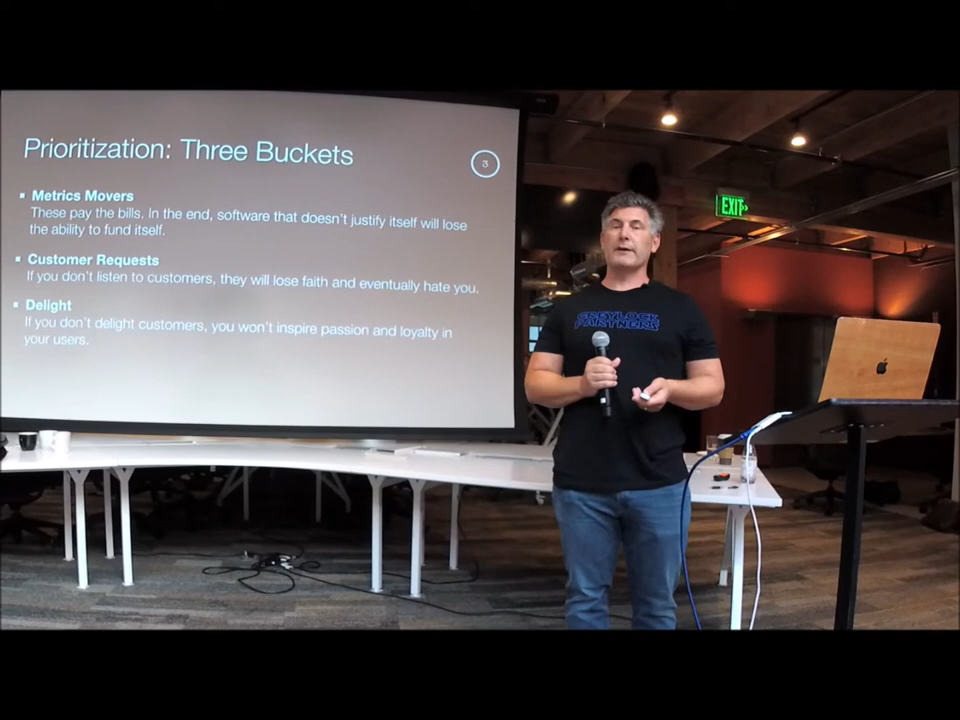 Prioritization: Three Buckets
3
▪ Metrics Movers
These pay the bills. In the end, software that doesn't justify itself will lose
the ability to fund itself.
▪ Customer Requests
If you don't listen to customers, they will lose faith and eventually hate you.
▪ Delight
If you don't delight customers, you won't inspire passion and loyalty in
your users.
EXIT
GREYLOCK
PARTNERS